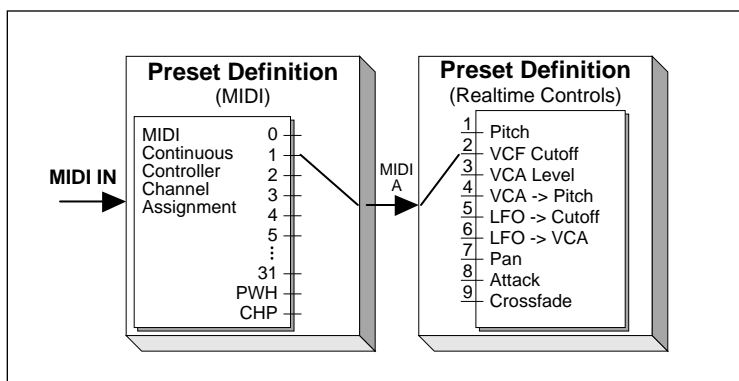 Preset Definition
(MIDI)
MIDI
Continuous
Controller
Channel
Assignment
0
1
2
3
4
5
31
PWH
CHP
MIDI IN
MIDI
A
Preset Definition
(Realtime Controls)
1 Pitch
2 VCF Cutoff
3 VCA Level
4 VCA -> Pitch
5 LFO -> Cutoff
6 LFO -> VCA
7 Pan
8 Attack
9 Crossfade